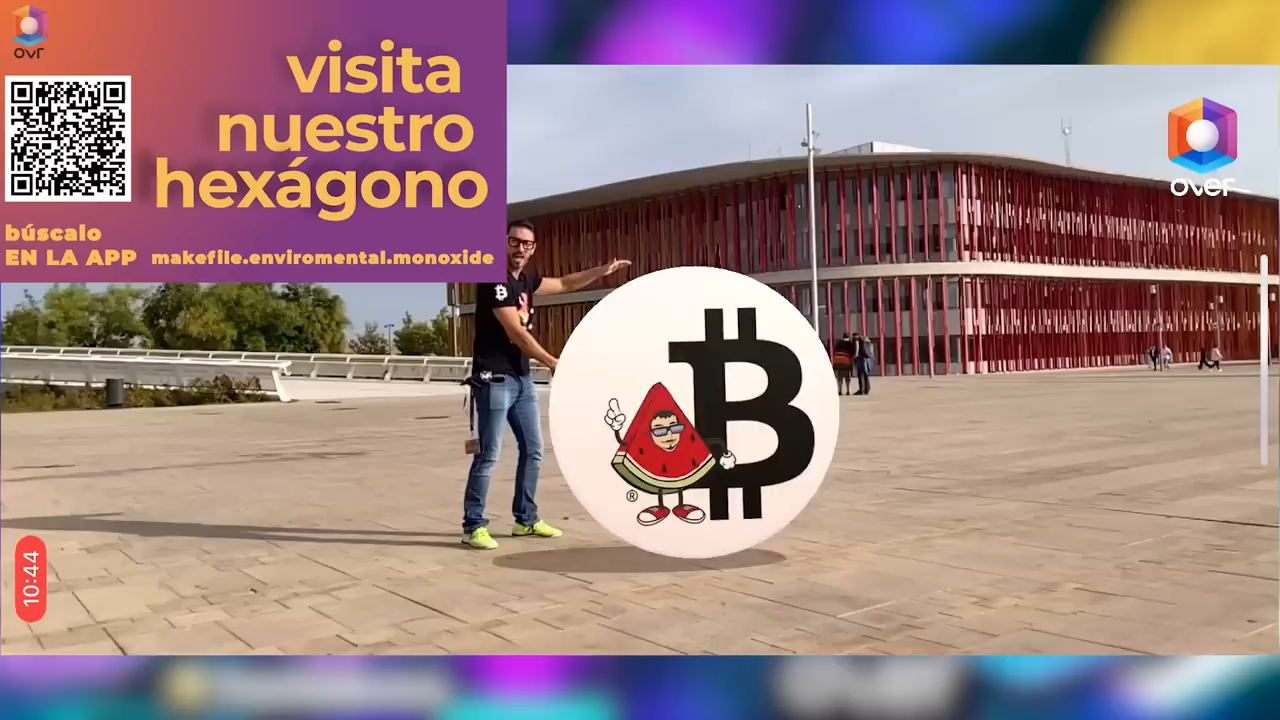 ovr
visita
nuestro
hexágono
búscalo
EN LA APP
makefile.enviromental.monoxide
over
B
®
10:44